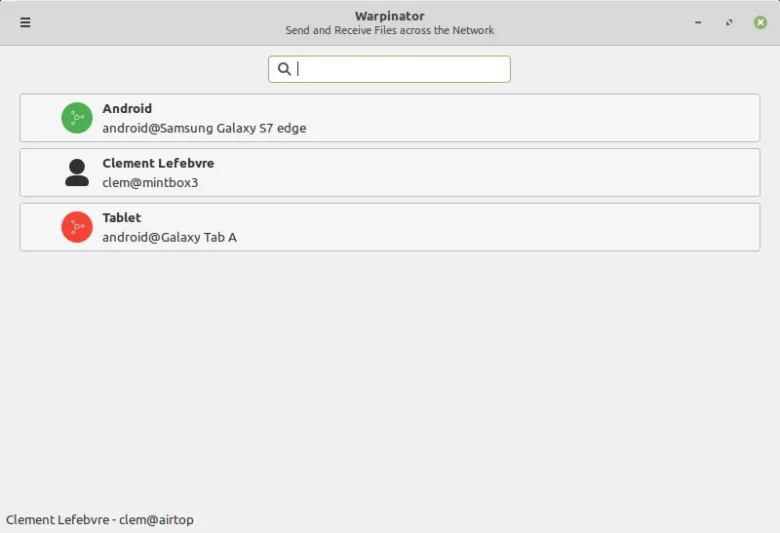 Warpinator
Send and Receive Files across the Network
Android
android@Samsung Galaxy S7 edge
Clement Lefebvre
clem@mintbox3
Tablet
android@Galaxy Tab A
Clement Lefebvre - clem@airtop